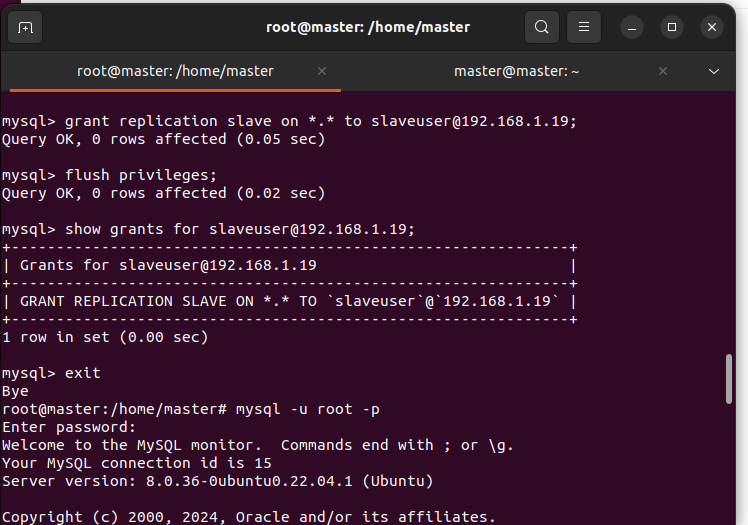 root@master: /home/master
root@master: /home/master
master@master: ~
mysql> grant replication slave on *.* to slaveuser@192.168.1.19;
Query OK, 0 rows affected (0.05 sec)
mysql> flush privileges;
Query OK, 0 rows affected (0.02 sec)
mysql> show grants for slaveuser@192.168.1.19;
+--------------------------------------------------------------+
| Grants for slaveuser@192.168.1.19                            |
+--------------------------------------------------------------+
| GRANT REPLICATION SLAVE ON *.* TO `slaveuser`@`192.168.1.19` |
+--------------------------------------------------------------+
1 row in set (0.00 sec)
mysql> exit
Bye
root@master:/home/master# mysql -u root -p
Enter password:
Welcome to the MySQL monitor.  Commands end with ; or \g.
Your MySQL connection id is 15
Server version: 8.0.36-0ubuntu0.22.04.1 (Ubuntu)
Copyright (c) 2000, 2024, Oracle and/or its affiliates.